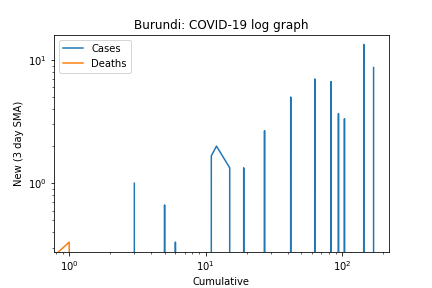 Burundi: COVID-19 log graph
Cases
Deaths
New (3 day SMA)
10¹
10⁰
10⁰ 10¹ 10²
Cumulative